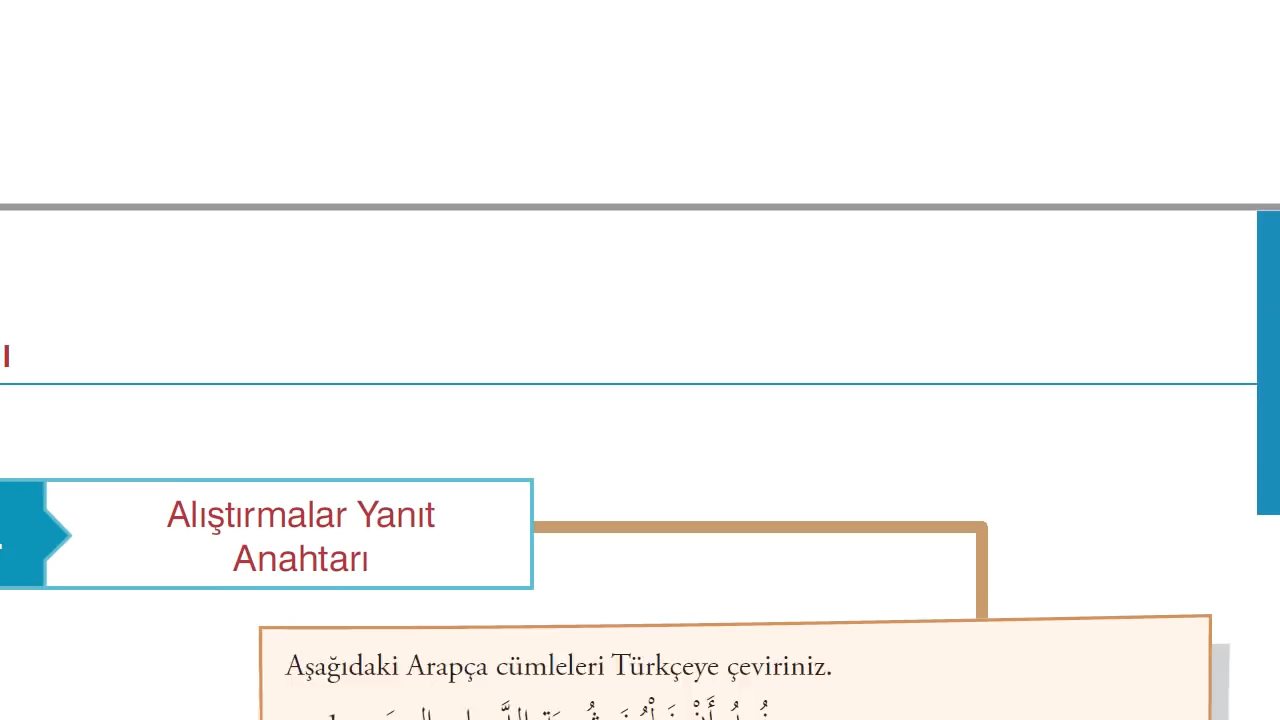 ı
Alıştırmalar Yanıt
Anahtarı
Aşağıdaki Arapça cümleleri Türkçeye çeviriniz.